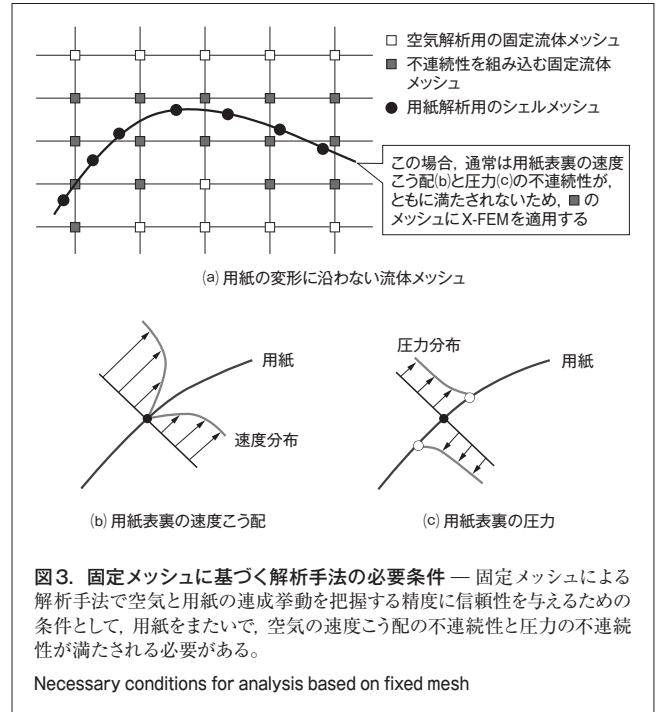 空気解析用の固定流体メッシュ
不連続性を組み込む固定流体
メッシュ
用紙解析用のシェルメッシュ
この場合，通常は用紙表裏の速度
こう配(b)と圧力(c)の不連続性が，
ともに満たされないため，■の
メッシュにX-FEMを適用する
(a) 用紙の変形に沿わない流体メッシュ
用紙
速度分布
(b) 用紙表裏の速度こう配
圧力分布
用紙
(c) 用紙表裏の圧力
図3．固定メッシュに基づく解析手法の必要条件 — 固定メッシュによる
解析手法で空気と用紙の連成挙動を把握する精度に信頼性を与えるための
条件として，用紙をまたいで，空気の速度こう配の不連続性と圧力の不連続
性が満たされる必要がある。
Necessary conditions for analysis based on fixed mesh